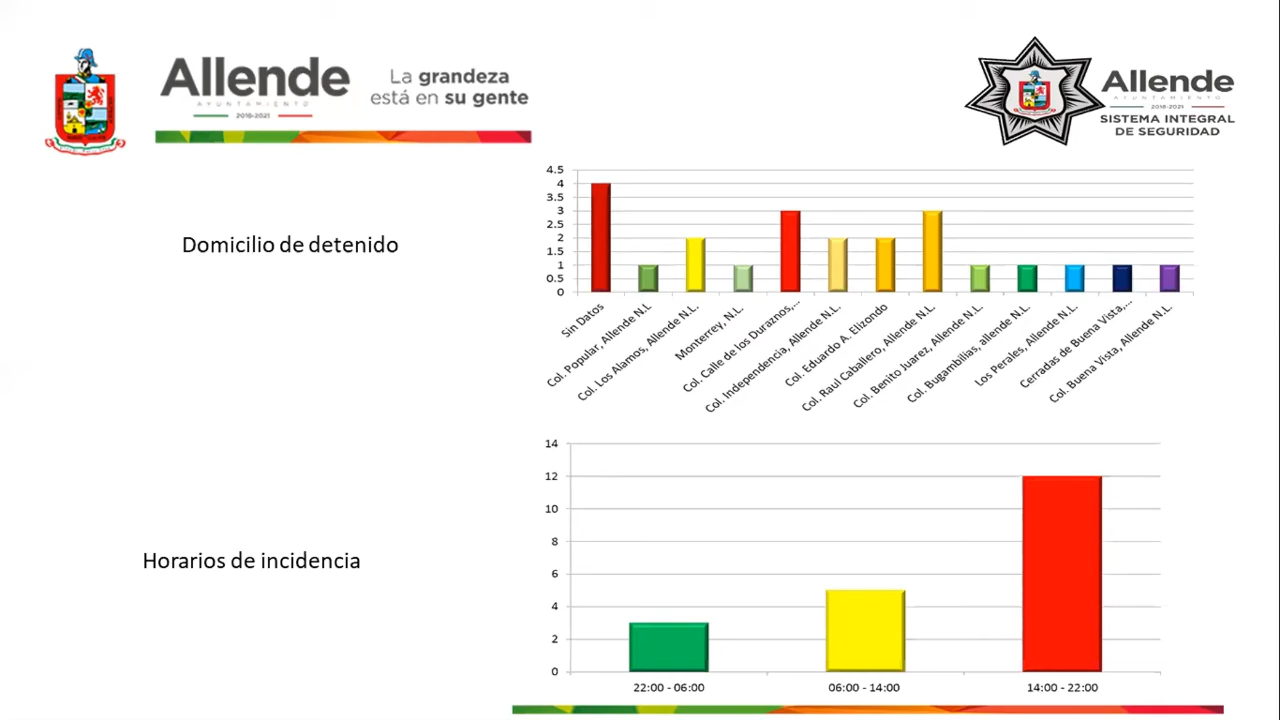 Allende
AYUNTAMIENTO
2018-2021
La grandeza
está en su gente
Allende
AYUNTAMIENTO
2018-2021
SISTEMA INTEGRAL
DE SEGURIDAD
Domicilio de detenido
4.5
4
3.5
3
2.5
2
1.5
1
0.5
0
Sin Datos
Col. Popular, Allende N.L
Col. Los Alamos, Allende N.L.
Monterrey, N.L.
Col. Calle de los Duraznos,...
Col. Independencia, Allende N.L.
Col. Eduardo A. Elizondo
Col. Raul Caballero, Allende N.L.
Col. Benito Juarez, Allende N.L.
Col. Bugambilias, allende N.L.
Los Perales, Allende N.L.
Cerradas de Buena Vista,...
Col. Buena Vista, Allende N.L.
Horarios de incidencia
14
12
10
8
6
4
2
0
22:00 - 06:00
06:00 - 14:00
14:00 - 22:00